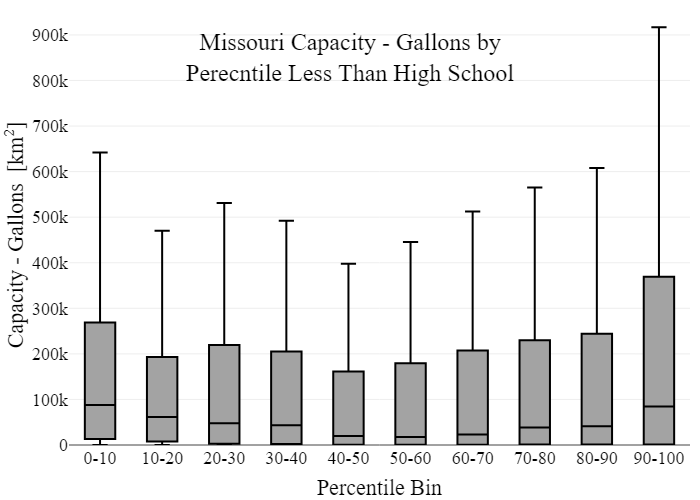 Missouri Capacity - Gallons by
Perecntile Less Than High School
Capacity - Gallons [km²]
900k
800k
700k
600k
500k
400k
300k
200k
100k
0
0-10 10-20 20-30 30-40 40-50 50-60 60-70 70-80 80-90 90-100
Percentile Bin